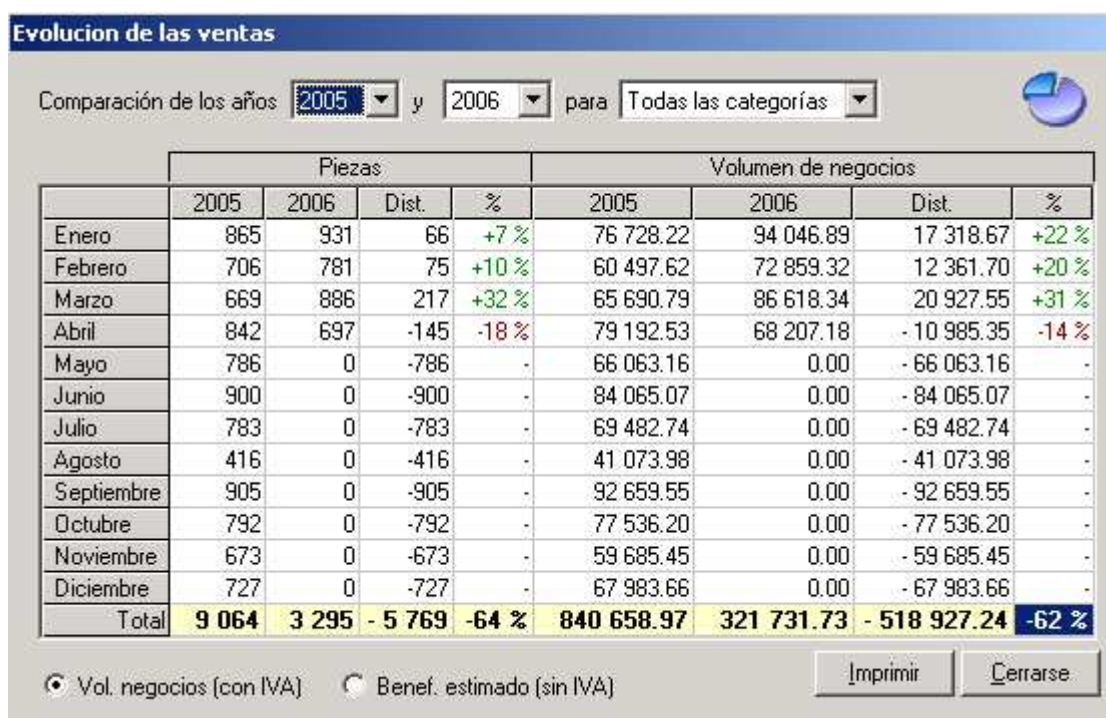 Evolucion de las ventas
Comparación de los años 2005 y 2006 para Todas las categorías
Piezas Volumen de negocios
2005 2006 Dist. % 2005 2006 Dist. %
Enero 865 931 66 +7 % 76 728.22 94 046.89 17 318.67 +22 %
Febrero 706 781 75 +10 % 60 497.62 72 859.32 12 361.70 +20 %
Marzo 669 886 217 +32 % 65 690.79 86 618.34 20 927.55 +31 %
Abril 842 697 -145 -18 % 79 192.53 68 207.18 - 10 985.35 -14 %
Mayo 786 0 -786 - 66 063.16 0.00 - 66 063.16 -
Junio 900 0 -900 - 84 065.07 0.00 - 84 065.07 -
Julio 783 0 -783 - 69 482.74 0.00 - 69 482.74 -
Agosto 416 0 -416 - 41 073.98 0.00 - 41 073.98 -
Septiembre 905 0 -905 - 92 659.55 0.00 - 92 659.55 -
Octubre 792 0 -792 - 77 536.20 0.00 - 77 536.20 -
Noviembre 673 0 -673 - 59 685.45 0.00 - 59 685.45 -
Diciembre 727 0 -727 - 67 983.66 0.00 - 67 983.66 -
Total 9 064 3 295 - 5 769 -64 % 840 658.97 321 731.73 - 518 927.24 -62 %
Vol. negocios (con IVA) Benef. estimado (sin IVA) Imprimir Cerrarse